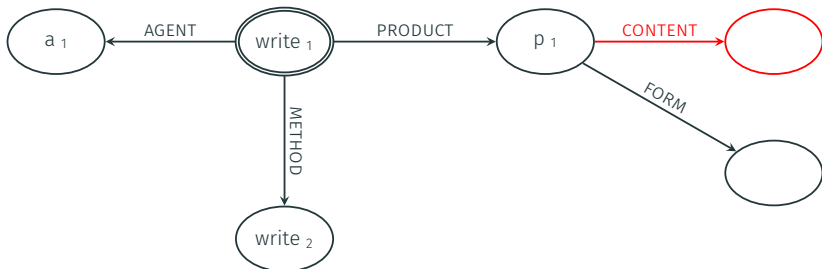 a 1 AGENT write 1 PRODUCT p 1 CONTENT
FORM
METHOD
write 2